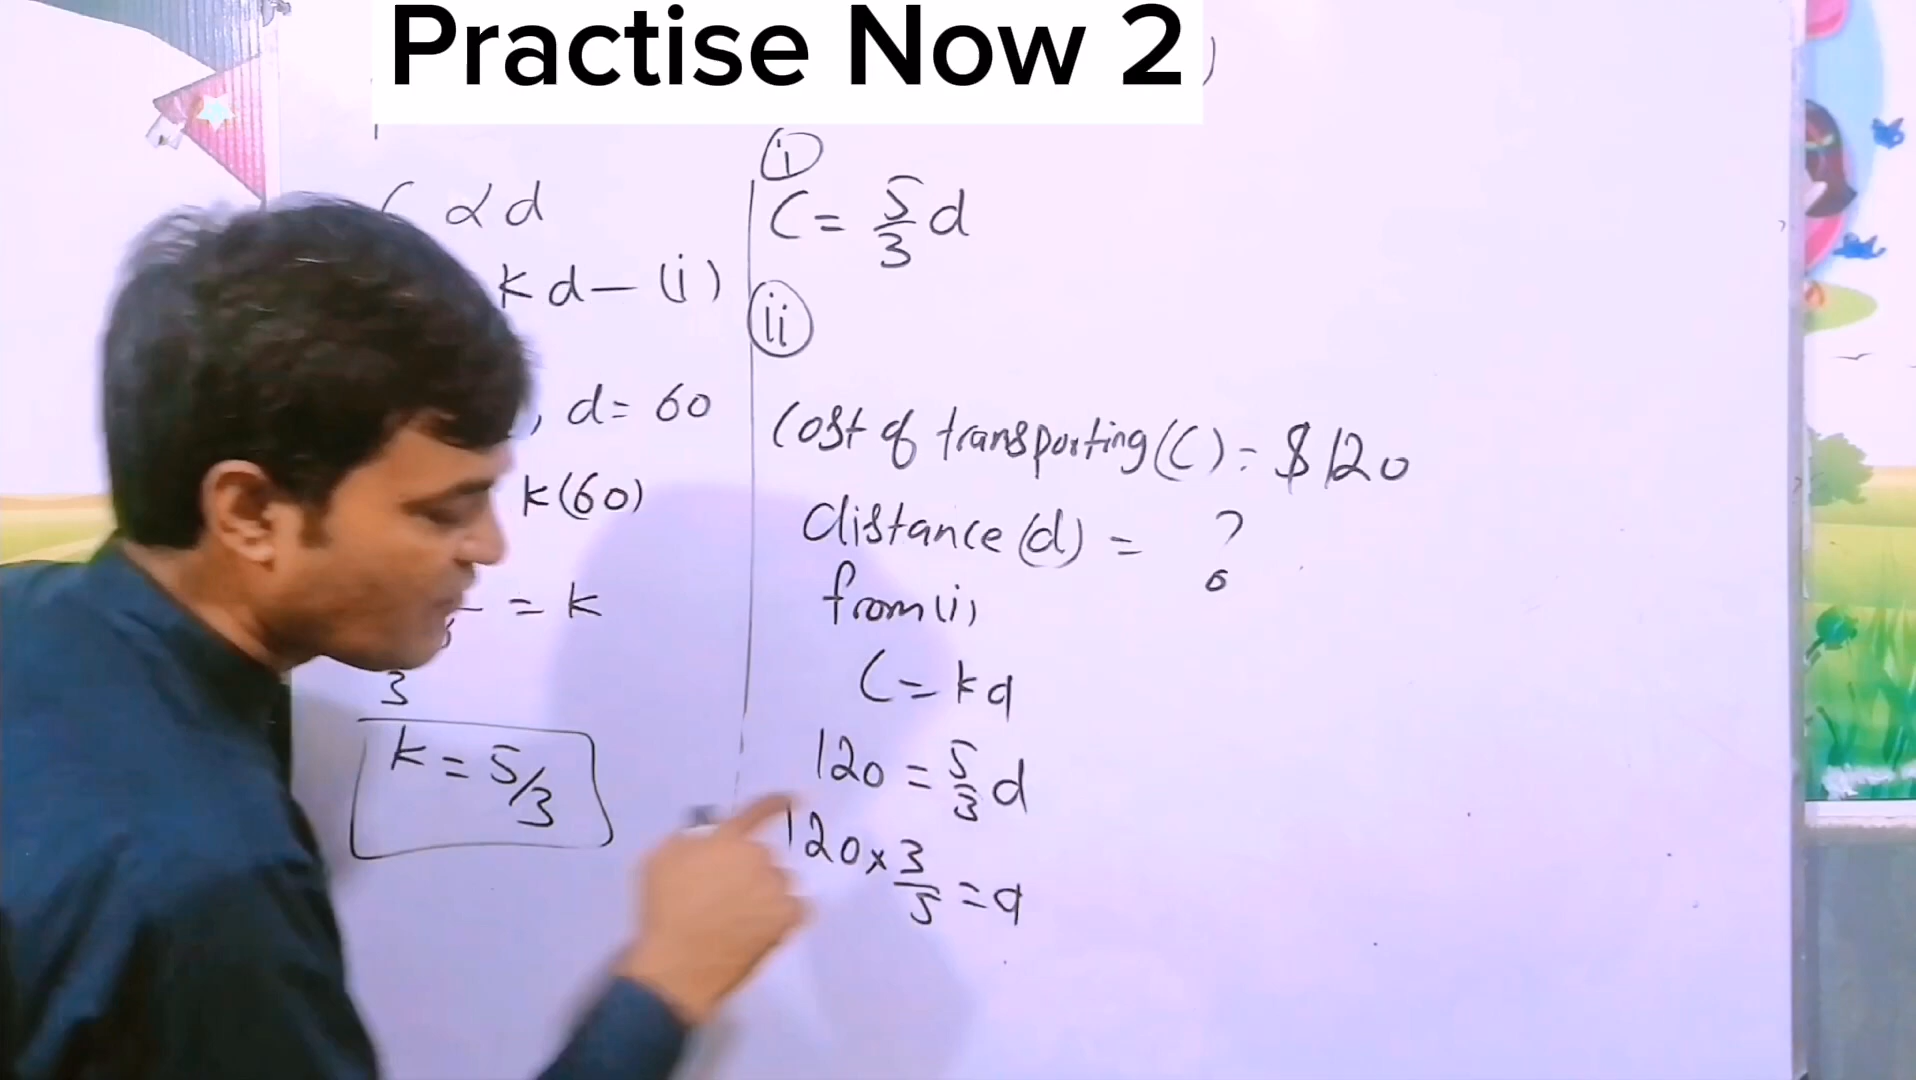 Practise Now 2
C α d
kd — (i)
, d = 60
k(60)
= k
3
k = 5/3
(i)
C = 5/3 d
(ii)
Cost of transporting (C) = $120
distance (d) = ?
from (i)
C = kd
120 = 5/3 d
120 × 3/5 = d